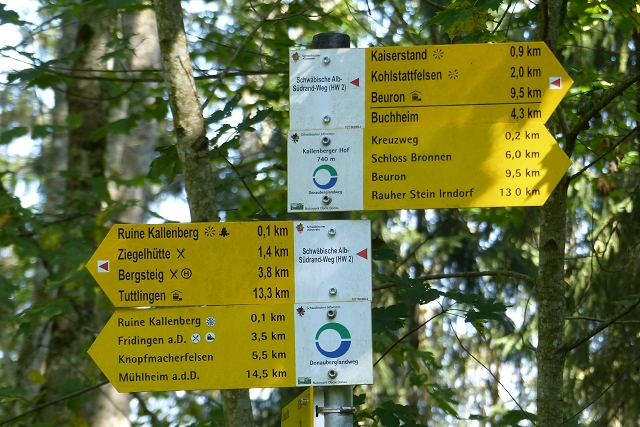 Schwäbische Alb-
Südrand-Weg (HW 2)
Kaiserstand 0,9 km
Kohlstattfelsen 2,0 km
Beuron 9,5 km
Buchheim 4,3 km
Kallenberger Hof
740 m
Donauberglandweg
Kreuzweg 0,2 km
Schloss Bronnen 6,0 km
Beuron 9,5 km
Rauher Stein Irndorf 13 0 km
Ruine Kallenberg 0,1 km
Ziegelhütte 1,4 km
Bergsteig H 3,8 km
Tuttlingen 13,3 km
Schwäbische Alb-
Südrand-Weg (HW 2)
Ruine Kallenberg 0,1 km
Fridingen a.D. 3,5 km
Knopfmacherfelsen 5,5 km
Mühlheim a.d.D. 14,5 km
Donauberglandweg